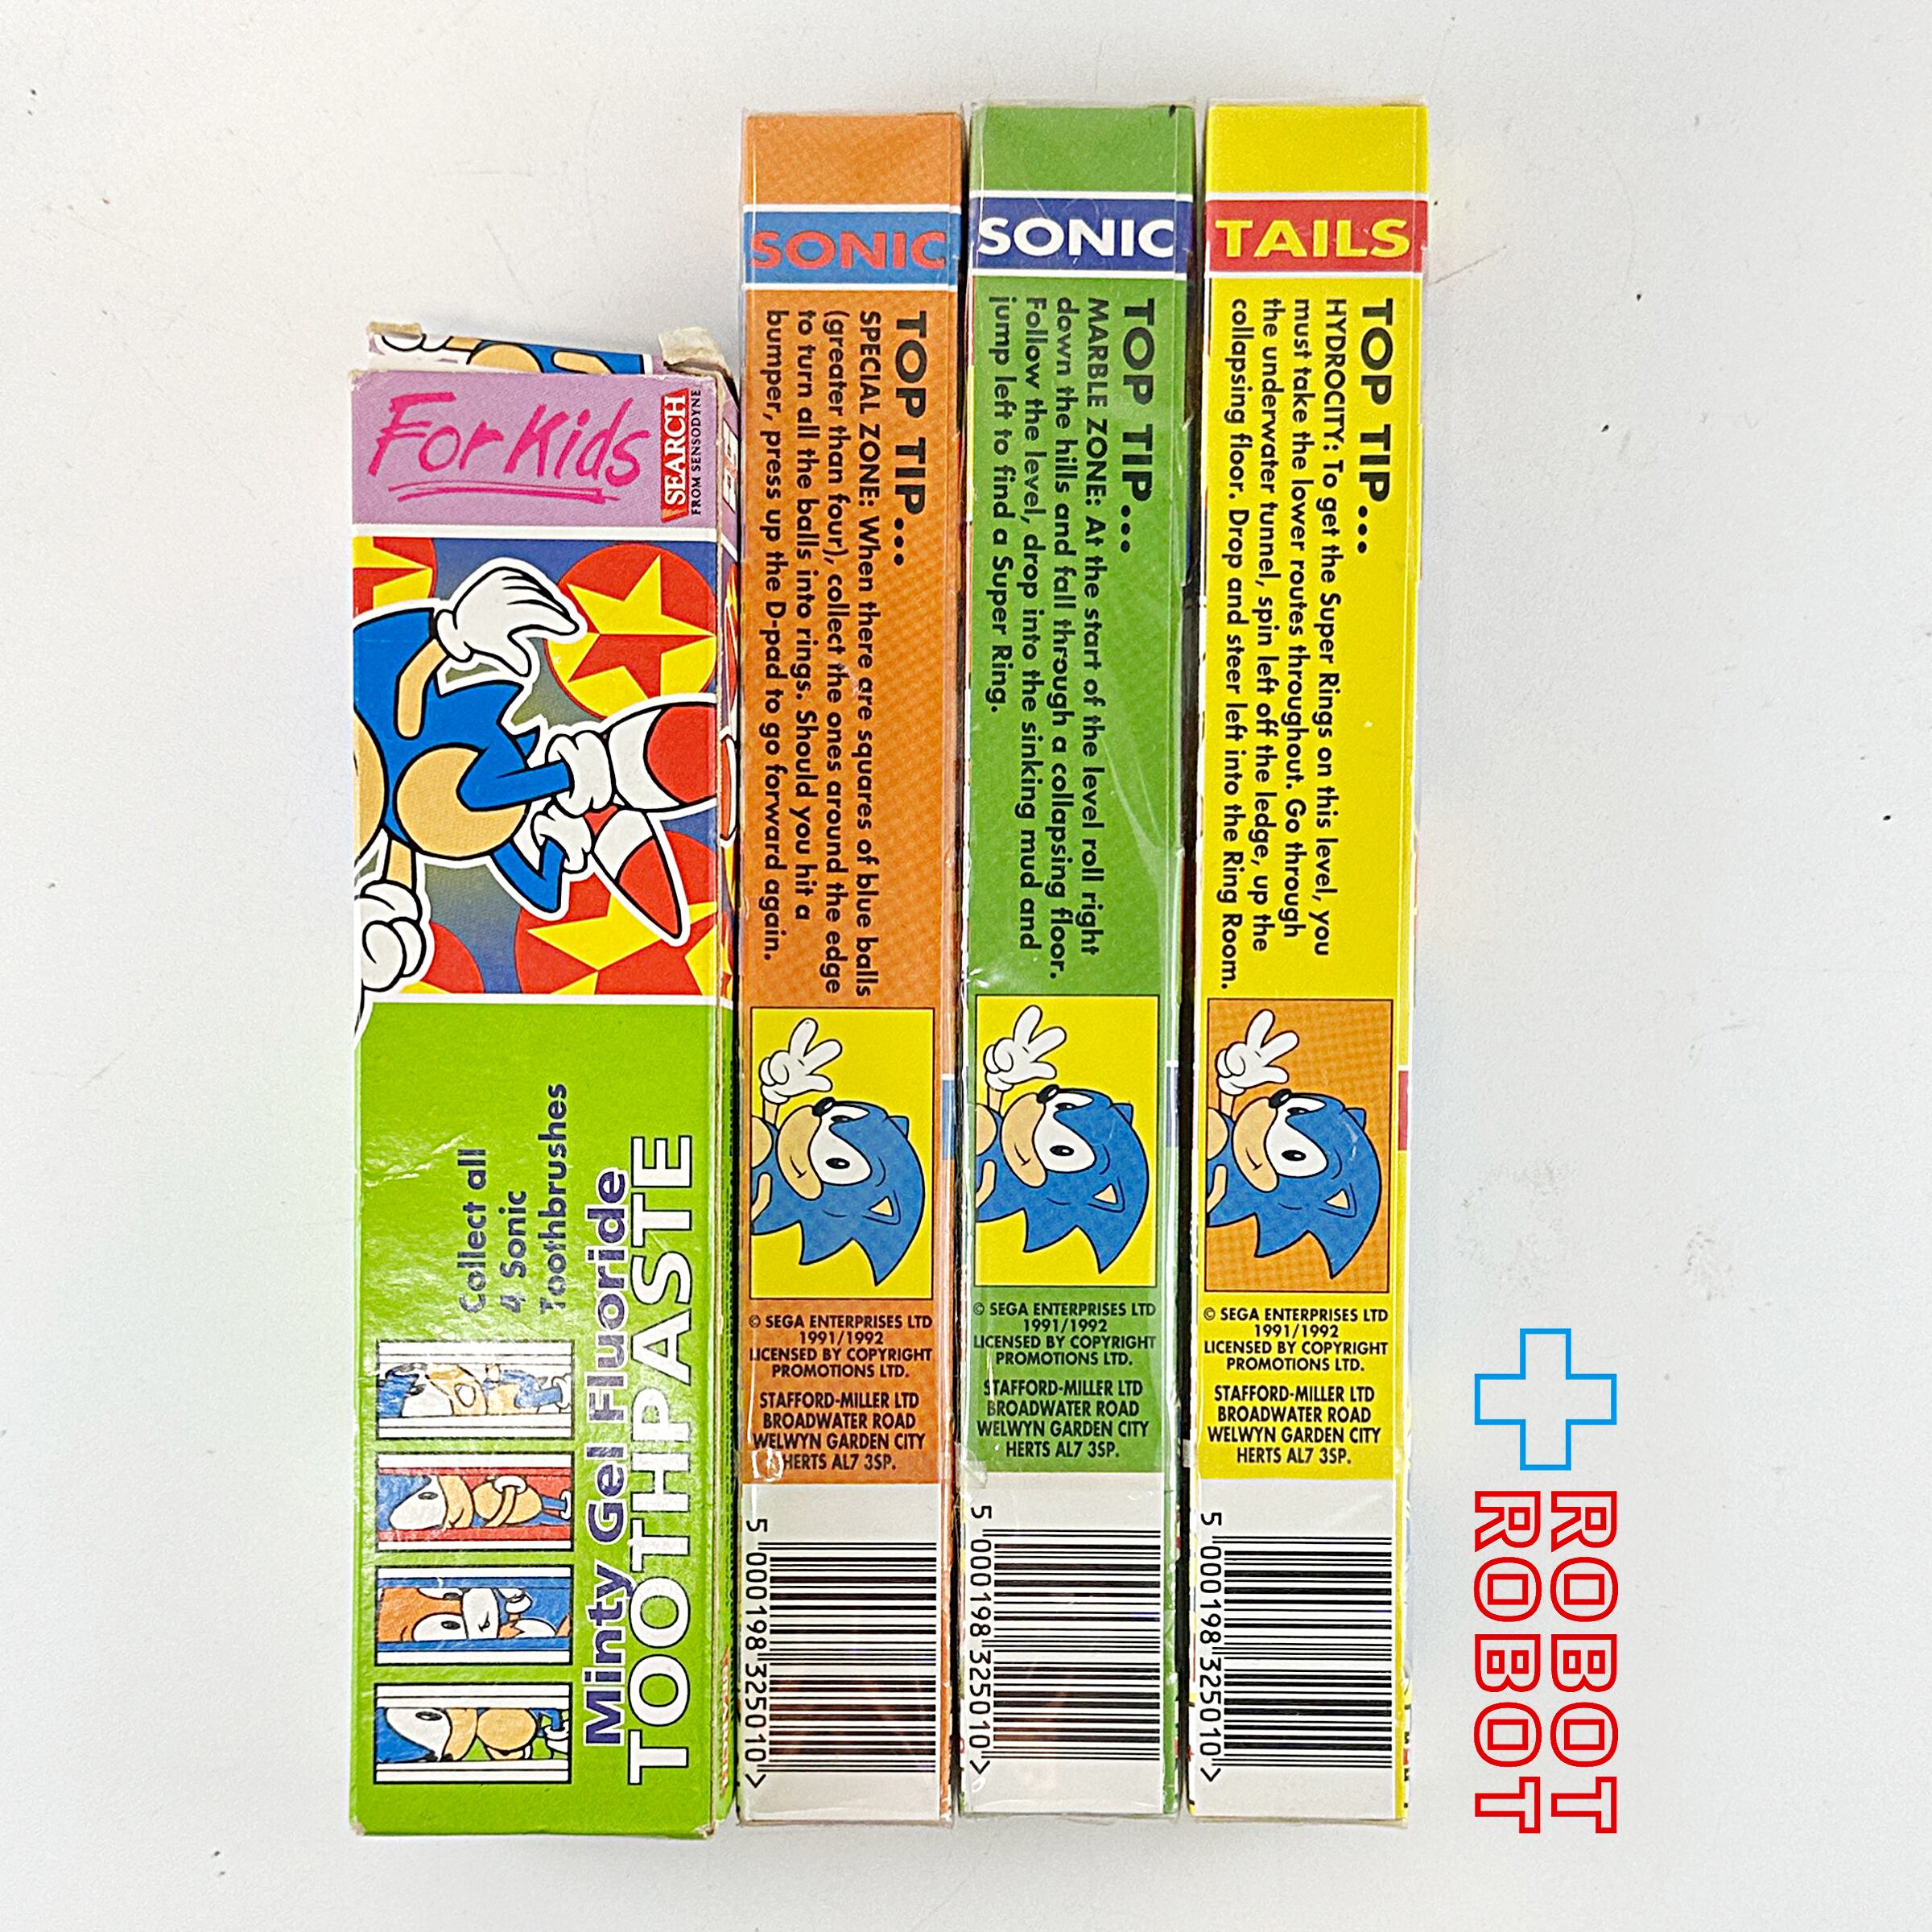 For Kids
SEARCH
FROM SENSODYNE
Collect all
4 Sonic
Toothbrushes
Minty Gel Fluoride
TOOTHPASTE
SONIC
TOP TIP...
SPECIAL ZONE: When there are squares of blue balls
(greater than four), collect the ones around the edge
to turn all the balls into rings. Should you hit a
bumper, press up the D-pad to go forward again.
© SEGA ENTERPRISES LTD
1991/1992
LICENSED BY COPYRIGHT
PROMOTIONS LTD.
STAFFORD-MILLER LTD
BROADWATER ROAD
WELWYN GARDEN CITY
HERTS AL7 3SP.
5 000198 325010 >
SONIC
TOP TIP...
MARBLE ZONE: At the start of the level roll right
down the hills and fall through a collapsing floor.
Follow the level, drop into the sinking mud and
jump left to find a Super Ring.
© SEGA ENTERPRISES LTD
1991/1992
LICENSED BY COPYRIGHT
PROMOTIONS LTD.
STAFFORD-MILLER LTD
BROADWATER ROAD
WELWYN GARDEN CITY
HERTS AL7 3SP.
5 000198 325010 >
TAILS
TOP TIP...
HYDROCITY: To get the Super Rings on this level, you
must take the lower routes throughout. Go through
the underwater tunnel, spin left off the ledge, up the
collapsing floor. Drop and steer left into the Ring Room.
© SEGA ENTERPRISES LTD
1991/1992
LICENSED BY COPYRIGHT
PROMOTIONS LTD.
STAFFORD-MILLER LTD
BROADWATER ROAD
WELWYN GARDEN CITY
HERTS AL7 3SP.
5 000198 325010 >
ROBOT
ROBOT